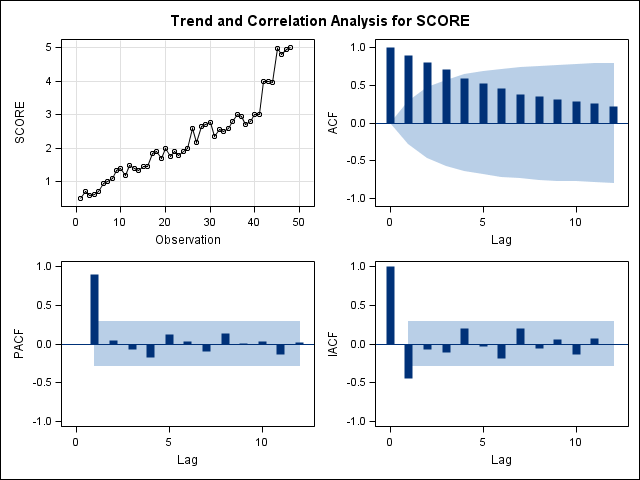 Trend and Correlation Analysis for SCORE
SCORE
5
4
3
2
1
0 10 20 30 40 50
Observation
ACF
1.0
0.5
0.0
-0.5
-1.0
0 5 10
Lag
PACF
1.0
0.5
0.0
-0.5
-1.0
0 5 10
Lag
IACF
1.0
0.5
0.0
-0.5
-1.0
0 5 10
Lag